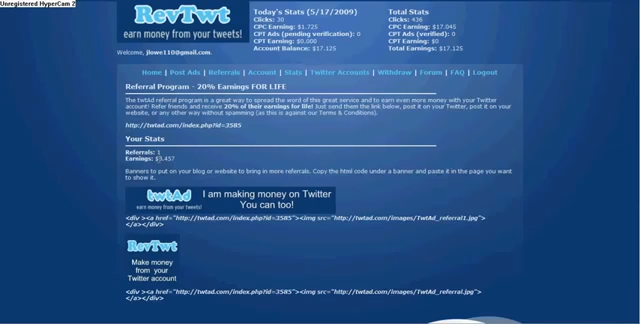 Unregistered HyperCam 2
RevTwt
earn money from your tweets!
Today's Stats (5/17/2009)
Clicks: 38
CPC Earning: $1.725
CPT Ads (pending verification): 0
CPT Earning: $0.000
Account Balance: $17.125
Total Stats
Clicks: 436
CPC Earning: $17.045
CPT Ads (verified): 0
CPT Earning: $0
Total Earnings: $17.125
Welcome, jlowe110@gmail.com.
Home | Post Ads | Referrals | Account | Stats | Twitter Accounts | Withdraw | Forum | FAQ | Logout
Referral Program - 20% Earnings FOR LIFE
The twtAd referral program is a great way to spread the word of this great service and to earn even more money with your Twitter
account! Refer friends and receive 20% of their earnings for life! Just send them the link below, post it on your Twitter, post it on your
website, or any other way without spamming (as this is against our Terms & Conditions).
http://twtad.com/index.php?id=3585
Your Stats
Referrals: 1
Earnings: $0.457
Banners to put on your blog or website to bring in more referrals. Copy the html code under a banner and paste it in the page you want
to show it.
twtAd
earn money from your tweets!
I am making money on Twitter
You can too!
<div ><a href="http://twtad.com/index.php?id=3585"><img src="http://twtad.com/images/TwtAd_referral1.jpg">
</a></div>
RevTwt
Make money
from your
Twitter account
<div ><a href="http://twtad.com/index.php?id=3585"><img src="http://twtad.com/images/TwtAd_referral.jpg">
</a></div>